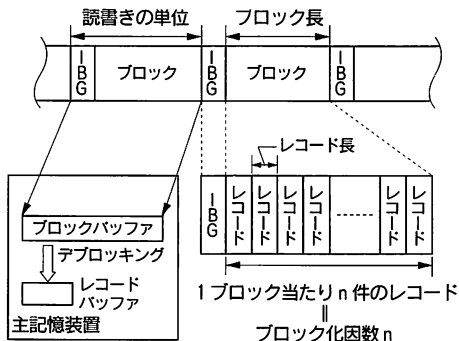 読書きの単位
ブロック長
IBG
ブロック
IBG
ブロック
IBG
レコード長
IBG
レコード
レコード
レコード
レコード
レコード
レコード
ブロックバッファ
デブロッキング
レコード
バッファ
主記憶装置
1ブロック当たりn件のレコード
||
ブロック化因数n